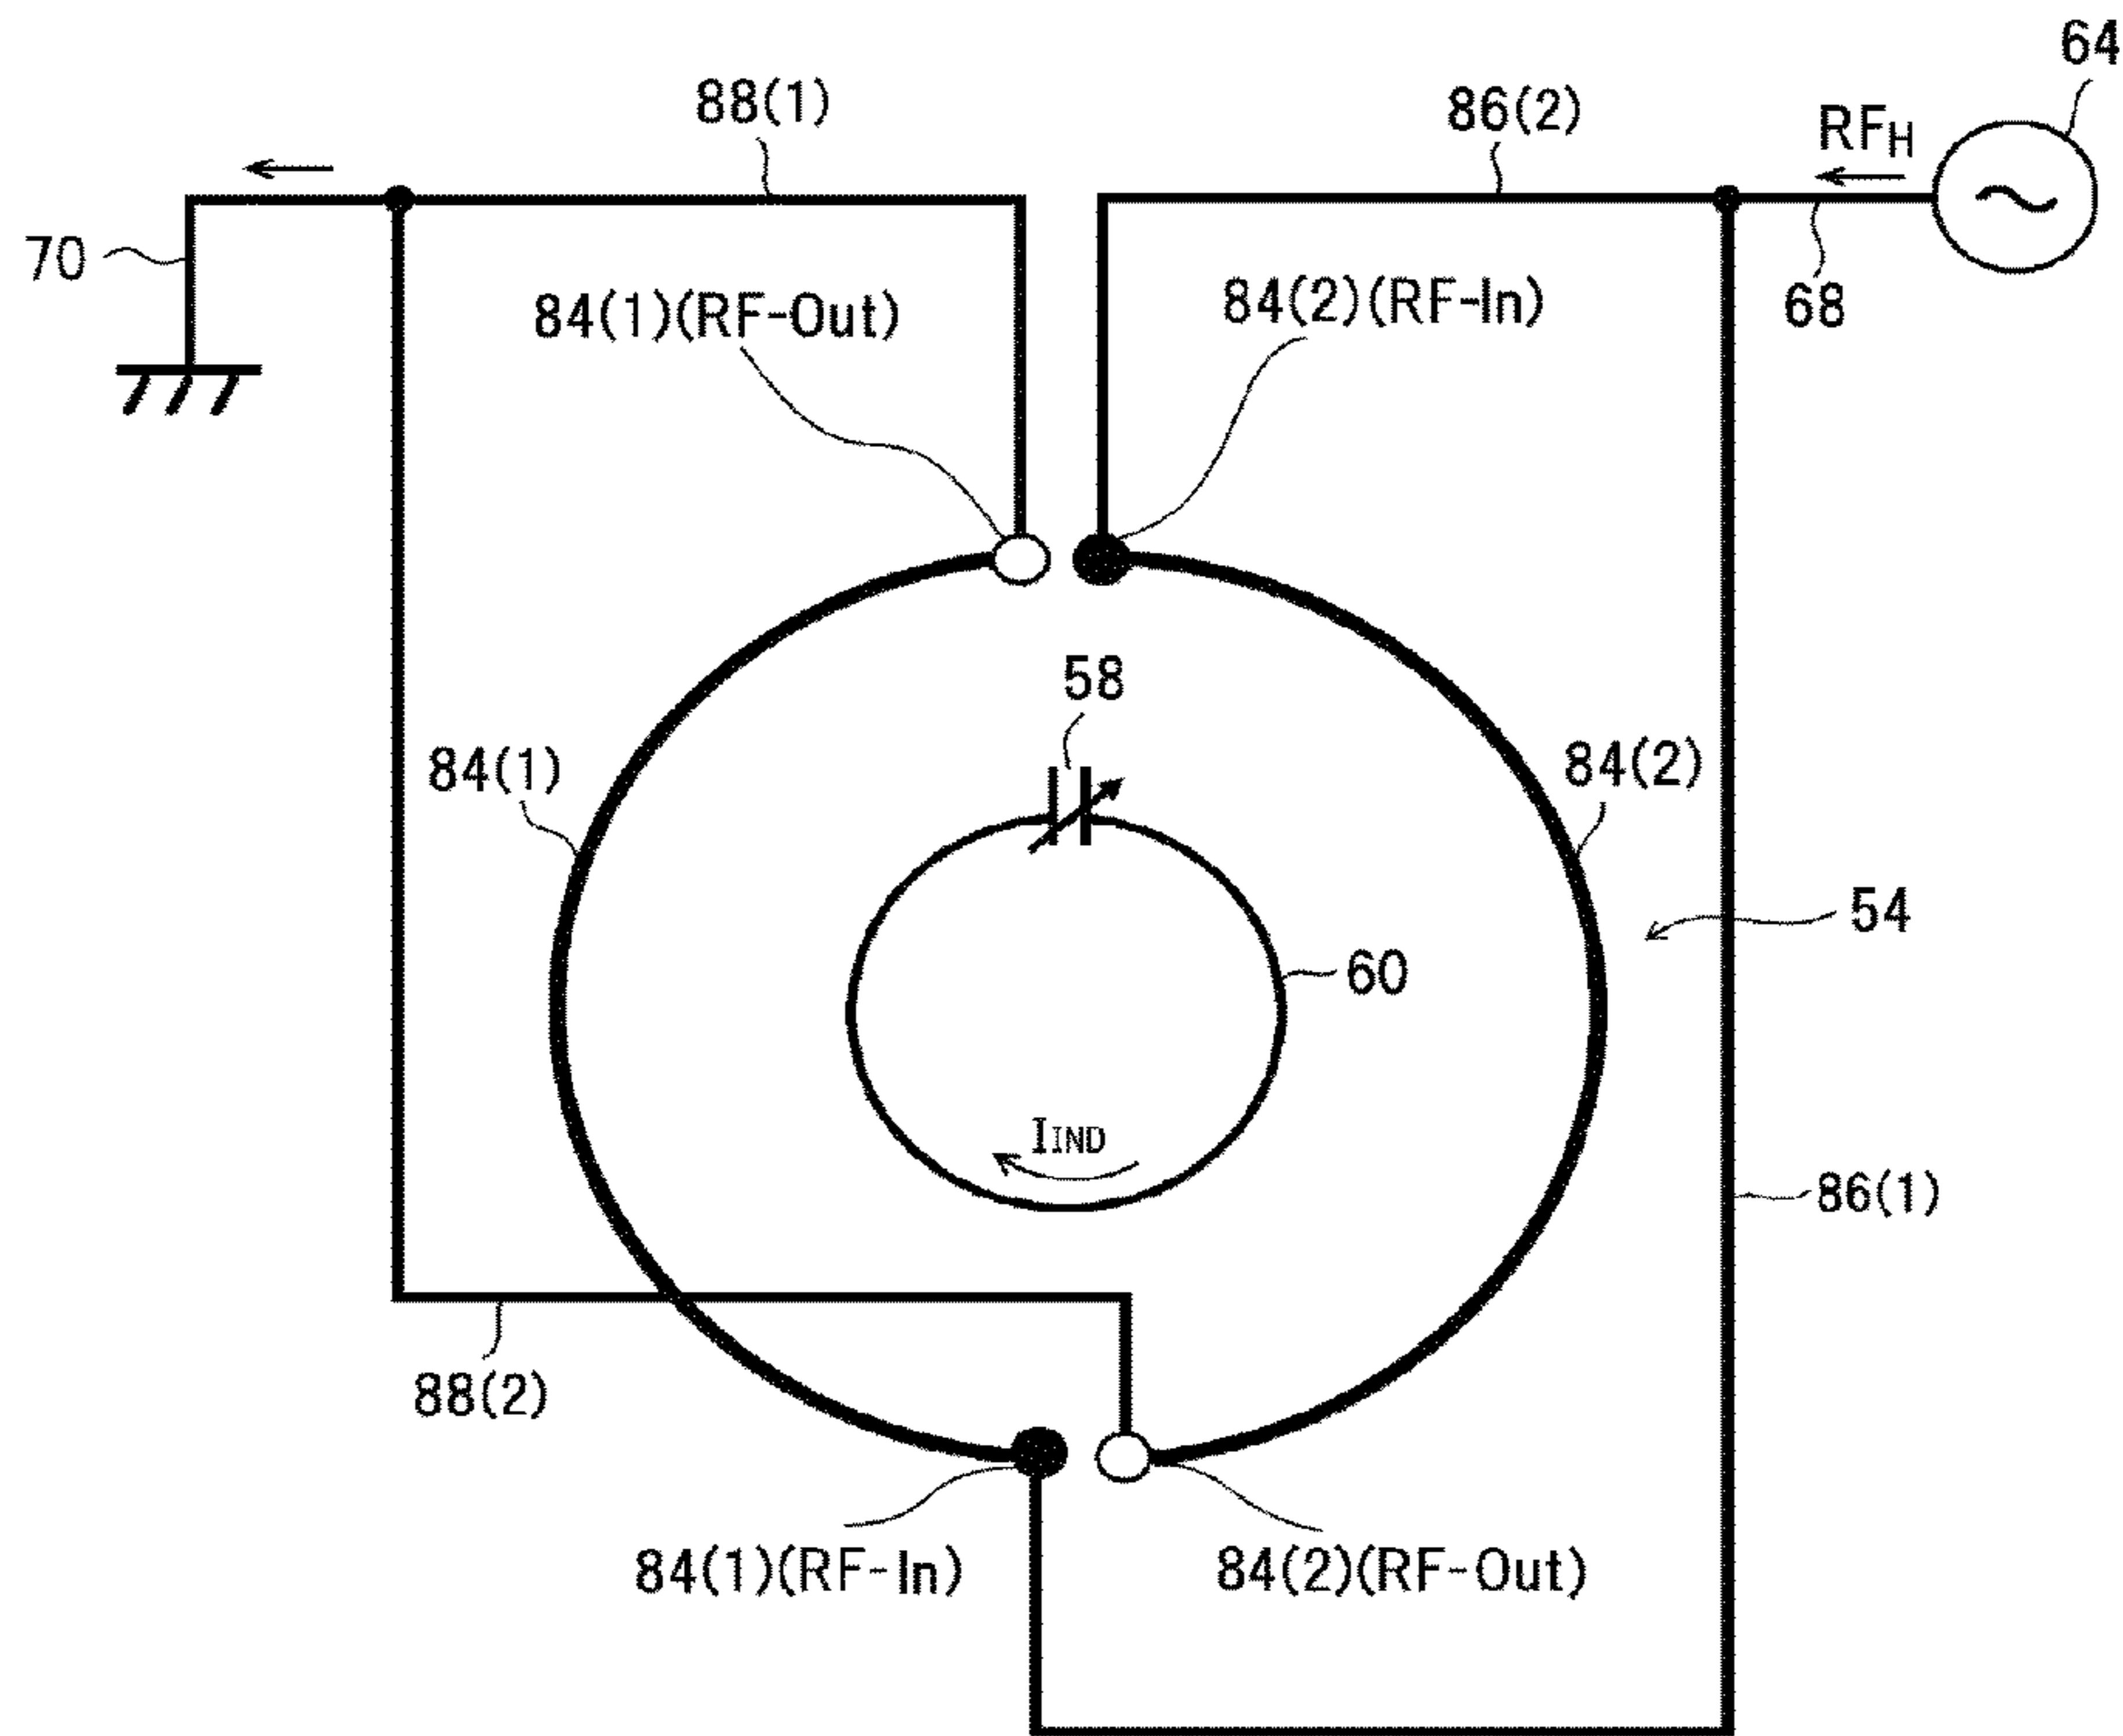 64
88(1)
86(2)
RFH
70
84(1)(RF-Out)
84(2)(RF-In)
68
58
84(1)
84(2)
54
60
IIND
86(1)
88(2)
84(1)(RF-In)
84(2)(RF-Out)